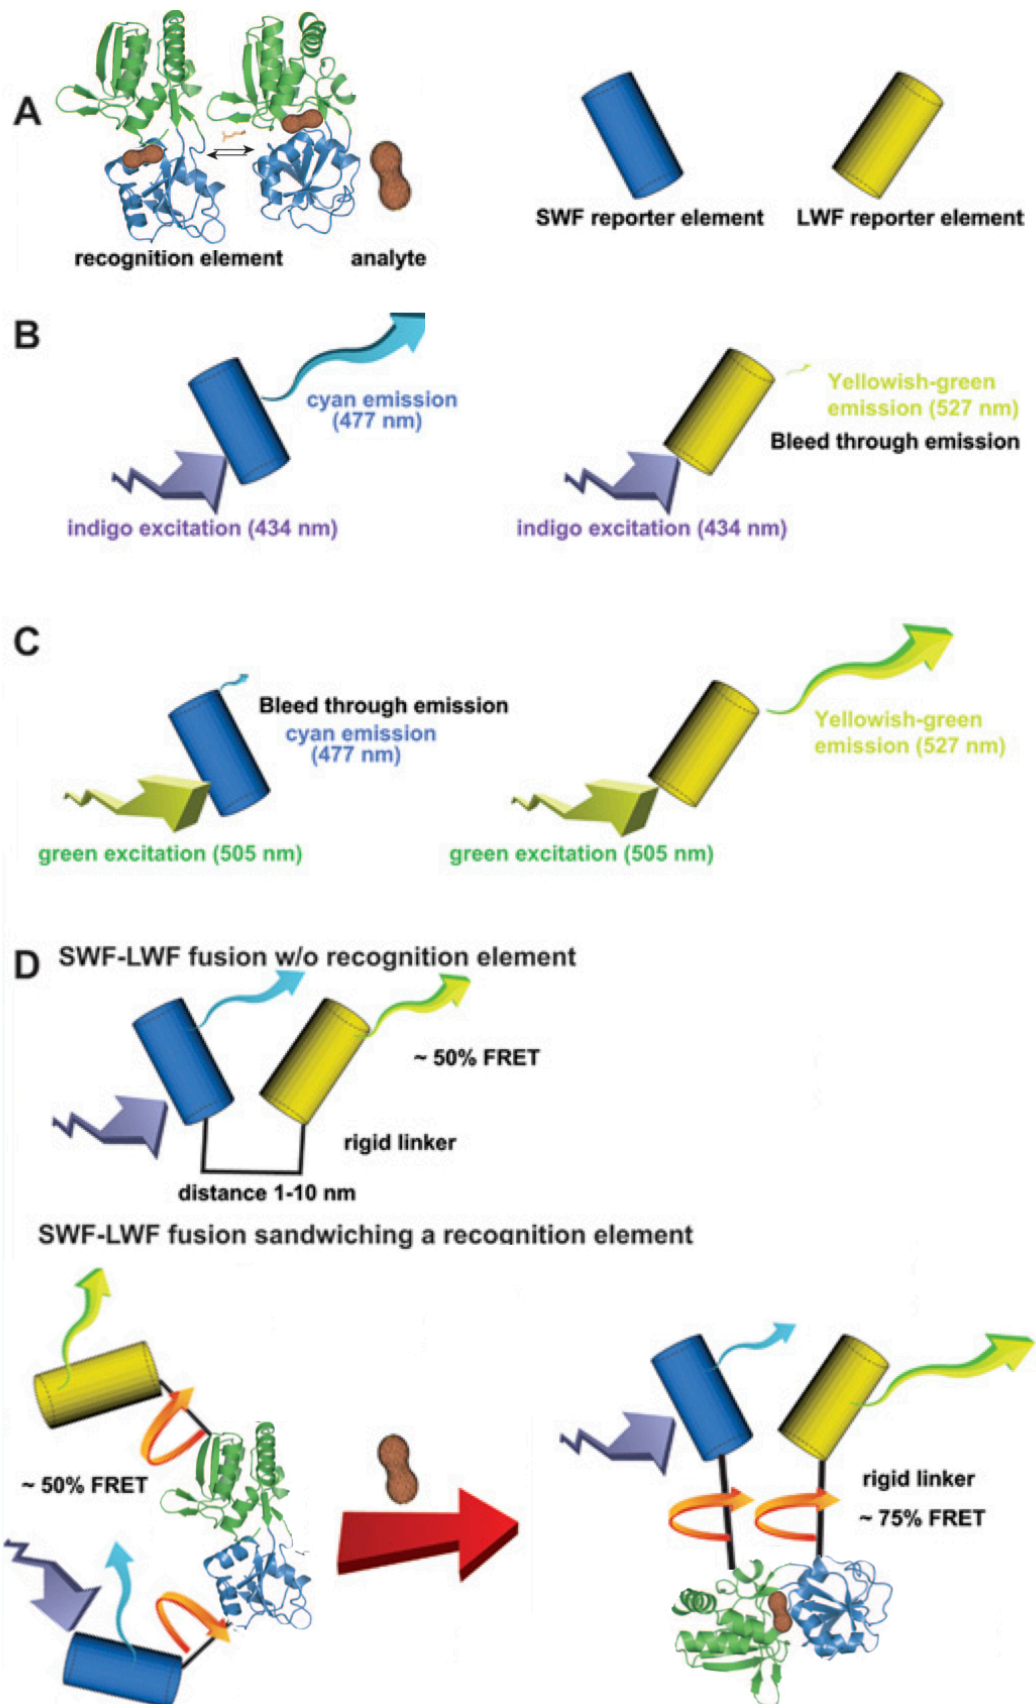 A
recognition element
analyte
SWF reporter element
LWF reporter element
B
cyan emission
(477 nm)
indigo excitation (434 nm)
Yellowish-green
emission (527 nm)
Bleed through emission
indigo excitation (434 nm)
C
Bleed through emission
cyan emission
(477 nm)
green excitation (505 nm)
Yellowish-green
emission (527 nm)
green excitation (505 nm)
D
SWF-LWF fusion w/o recognition element
~ 50% FRET
rigid linker
distance 1-10 nm
SWF-LWF fusion sandwiching a recognition element
~ 50% FRET
rigid linker
~ 75% FRET